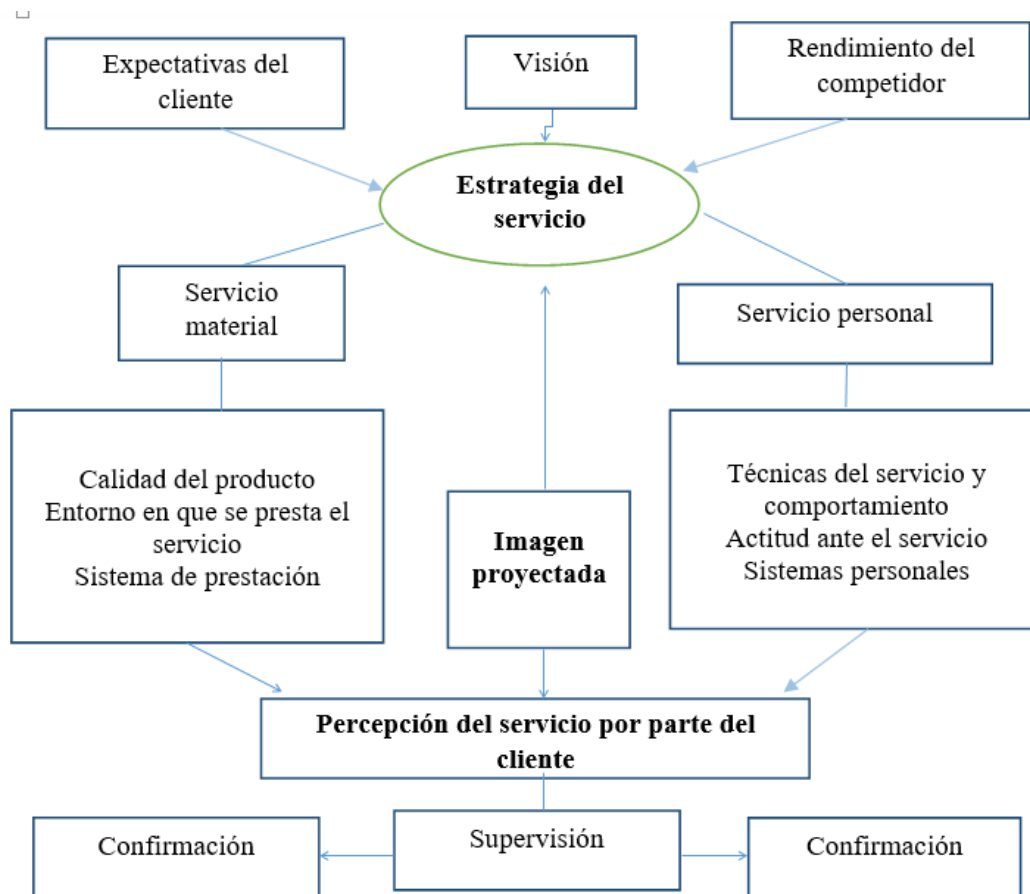 Expectativas del
cliente
Visión
Rendimiento del
competidor
Estrategia del
servicio
Servicio
material
Servicio personal
Calidad del producto
Entorno en que se presta el
servicio
Sistema de prestación
Imagen
proyectada
Técnicas del servicio y
comportamiento
Actitud ante el servicio
Sistemas personales
Percepción del servicio por parte del
cliente
Confirmación
Supervisión
Confirmación